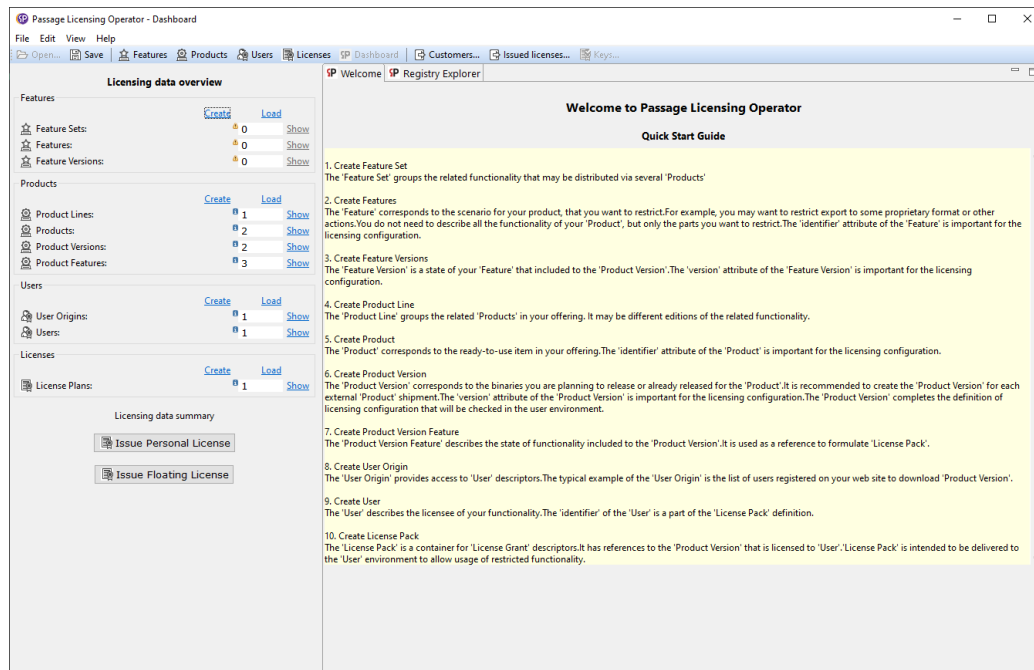 Passage Licensing Operator - Dashboard
File Edit View Help
Open... Save Features Products Users Licenses Dashboard Customers... Issued licenses... Keys...
Licensing data overview
Features
Create Load
Feature Sets: 0 Show
Features: 0 Show
Feature Versions: 0 Show
Products
Create Load
Product Lines: 1 Show
Products: 2 Show
Product Versions: 2 Show
Product Features: 3 Show
Users
Create Load
User Origins: 1 Show
Users: 1 Show
Licenses
Create Load
License Plans: 1 Show
Licensing data summary
Issue Personal License
Issue Floating License
Welcome Registry Explorer
Welcome to Passage Licensing Operator
Quick Start Guide
1. Create Feature Set
The 'Feature Set' groups the related functionality that may be distributed via several 'Products'
2. Create Features
The 'Feature' corresponds to the scenario for your product, that you want to restrict.For example, you may want to restrict export to some proprietary format or other
actions.You do not need to describe all the functionality of your 'Product', but only the parts you want to restrict.The 'identifier' attribute of the 'Feature' is important for the
licensing configuration.
3. Create Feature Versions
The 'Feature Version' is a state of your 'Feature' that included to the 'Product Version'.The 'version' attribute of the 'Feature Version' is important for the licensing
configuration.
4. Create Product Line
The 'Product Line' groups the related 'Products' in your offering. It may be different editions of the related functionality.
5. Create Product
The 'Product' corresponds to the ready-to-use item in your offering.The 'identifier' attribute of the 'Product' is important for the licensing configuration.
6. Create Product Version
The 'Product Version' corresponds to the binaries you are planning to release or already released for the 'Product'.It is recommended to create the 'Product Version' for each
external 'Product' shipment.The 'version' attribute of the 'Product Version' is important for the licensing configuration.The 'Product Version' completes the definition of
licensing configuration that will be checked in the user environment.
7. Create Product Version Feature
The 'Product Version Feature' describes the state of functionality included to the 'Product Version'.It is used as a reference to formulate 'License Pack'.
8. Create User Origin
The 'User Origin' provides access to 'User' descriptors.The typical example of the 'User Origin' is the list of users registered on your web site to download 'Product Version'.
9. Create User
The 'User' describes the licensee of your functionality.The 'identifier' of the 'User' is a part of the 'License Pack' definition.
10. Create License Pack
The 'License Pack' is a container for 'License Grant' descriptors.It has references to the 'Product Version' that is licensed to 'User'.'License Pack' is intended to be delivered to
the 'User' environment to allow usage of restricted functionality.